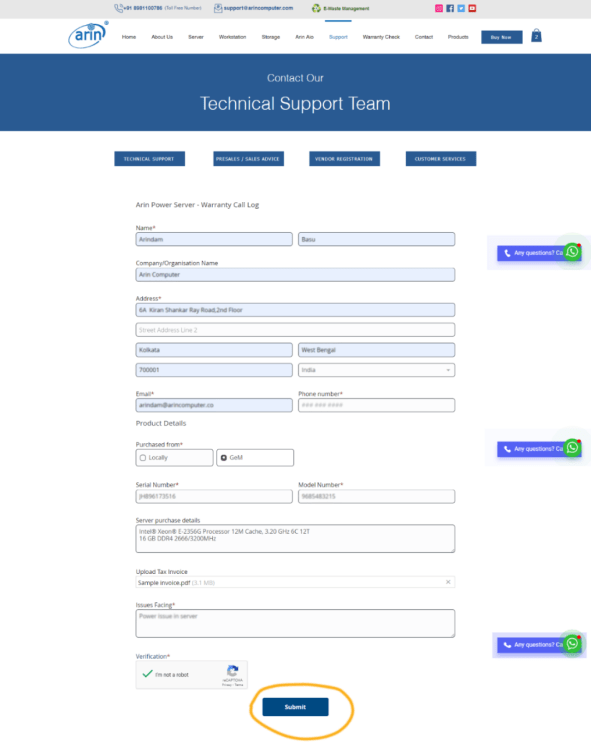 +91 8981100786 (Toll Free Number) support@arincomputer.com E-Waste Management
arin®
Home About Us Server Workstation Storage Arin Aio Support Warranty Check Contact Products Buy Now 2
Contact Our
Technical Support Team
TECHNICAL SUPPORT PRESALES / SALES ADVICE VENDOR REGISTRATION CUSTOMER SERVICES
Arin Power Server - Warranty Call Log
Name*
Arindam Basu
Company/Organisation Name
Arin Computer
Any questions? Ca
Address*
6A Kiran Shankar Ray Road,2nd Floor
Street Address Line 2
Kolkata West Bengal
700001 India
Email* Phone number*
arindam@arincomputer.co ### ### ####
Product Details
Purchased from*
Locally GeM
Any questions? Ca
Serial Number* Model Number*
JHB96173516 9685483215
Server purchase details
Intel® Xeon® E-2356G Processor 12M Cache, 3.20 GHz 6C 12T
16 GB DDR4 2666/3200MHz
Upload Tax Invoice
Sample invoice.pdf (3.1 MB)
Issues Facing*
Power issue in server
Any questions? Ca
Verification*
I'm not a robot
reCAPTCHA
Privacy - Terms
Submit